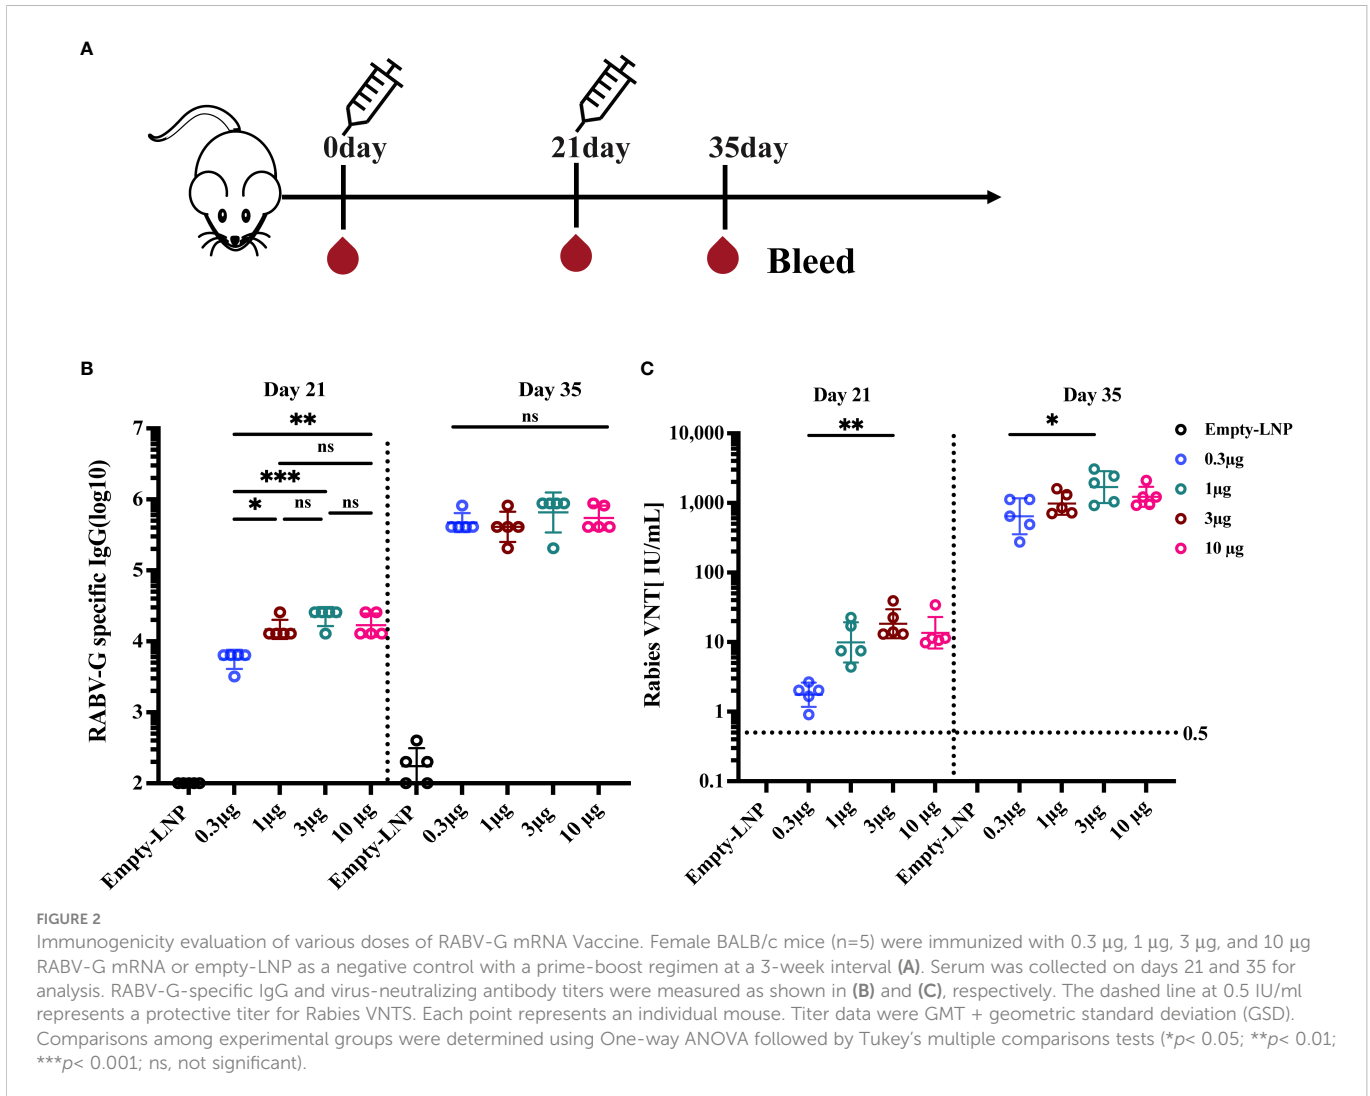 A
0day
21day
35day
Bleed
B
Day 21
Day 35
**
ns
***
*
ns
ns
ns
RABV-G specific IgG(log10)
7
6
5
4
3
2
Empty-LNP
0.3μg
1μg
3μg
10 μg
Empty-LNP
0.3μg
1μg
3μg
10 μg
C
Day 21
Day 35
**
*
Rabies VNT[ IU/mL]
10,000
1,000
100
10
1
0.1
0.5
Empty-LNP
0.3μg
1μg
3μg
10 μg
Empty-LNP
0.3μg
1μg
3μg
10 μg
Empty-LNP
0.3μg
1μg
3μg
10 μg
FIGURE 2
Immunogenicity evaluation of various doses of RABV-G mRNA Vaccine. Female BALB/c mice (n=5) were immunized with 0.3 μg, 1 μg, 3 μg, and 10 μg
RABV-G mRNA or empty-LNP as a negative control with a prime-boost regimen at a 3-week interval (A). Serum was collected on days 21 and 35 for
analysis. RABV-G-specific IgG and virus-neutralizing antibody titers were measured as shown in (B) and (C), respectively. The dashed line at 0.5 IU/ml
represents a protective titer for Rabies VNTS. Each point represents an individual mouse. Titer data were GMT + geometric standard deviation (GSD).
Comparisons among experimental groups were determined using One-way ANOVA followed by Tukey's multiple comparisons tests (*p< 0.05; **p< 0.01;
***p< 0.001; ns, not significant).